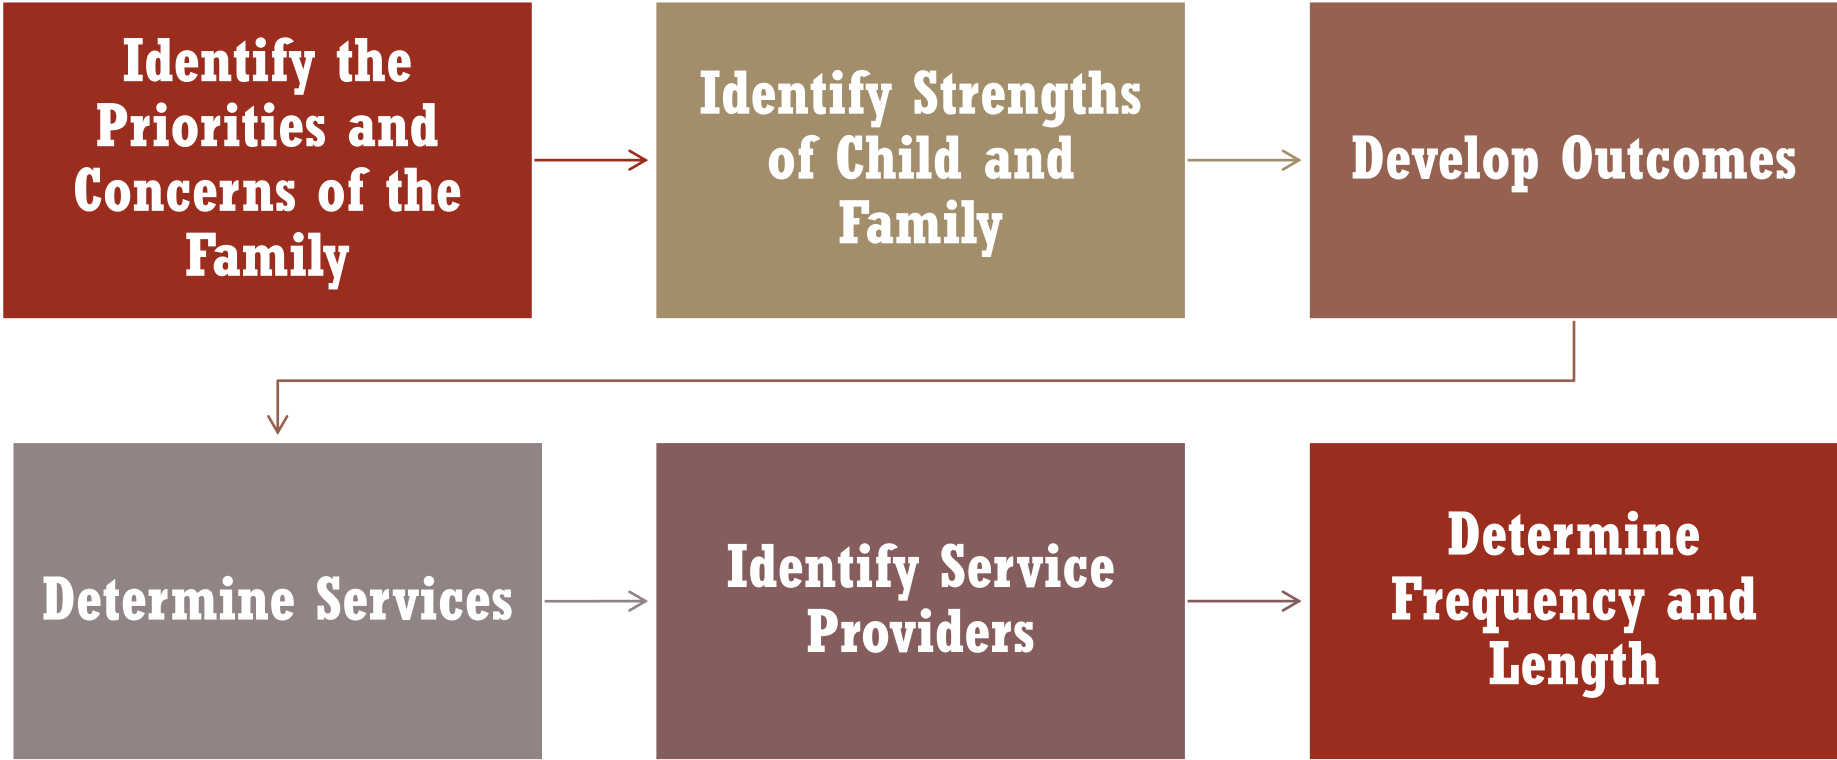 Identify the
Priorities and
Concerns of the
Family
Identify Strengths
of Child and
Family
Develop Outcomes
Determine Services
Identify Service
Providers
Determine
Frequency and
Length